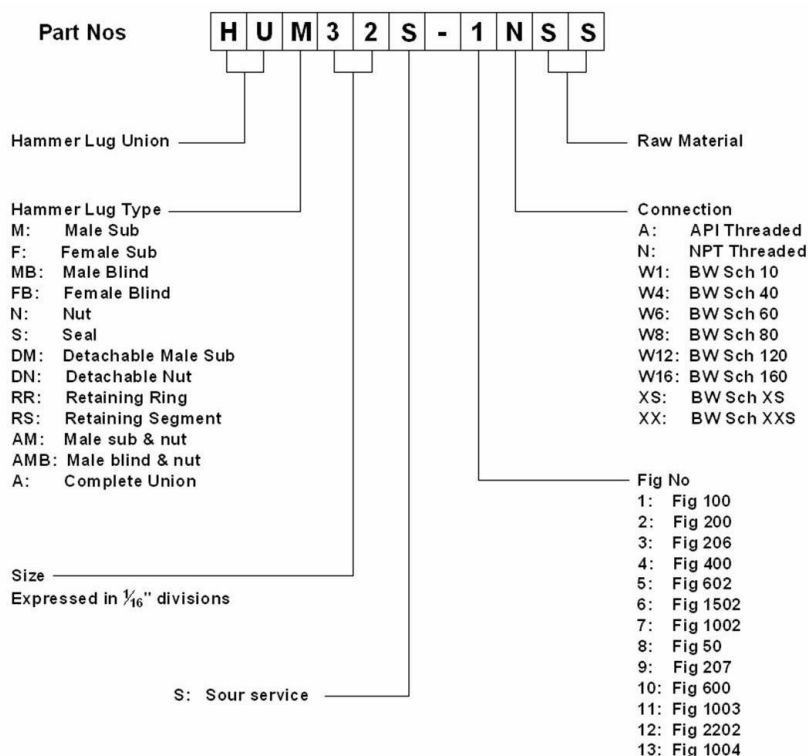 Part Nos HUM32S-1NSS
Hammer Lug Union
Raw Material
Hammer Lug Type
M: Male Sub
F: Female Sub
MB: Male Blind
FB: Female Blind
N: Nut
S: Seal
DM: Detachable Male Sub
DN: Detachable Nut
RR: Retaining Ring
RS: Retaining Segment
AM: Male sub & nut
AMB: Male blind & nut
A: Complete Union
Connection
A: API Threaded
N: NPT Threaded
W1: BW Sch 10
W4: BW Sch 40
W6: BW Sch 60
W8: BW Sch 80
W12: BW Sch 120
W16: BW Sch 160
XS: BW Sch XS
XX: BW Sch XXS
Size
Expressed in 1⁄16" divisions
S: Sour service
Fig No
1: Fig 100
2: Fig 200
3: Fig 206
4: Fig 400
5: Fig 602
6: Fig 1502
7: Fig 1002
8: Fig 50
9: Fig 207
10: Fig 600
11: Fig 1003
12: Fig 2202
13: Fig 1004